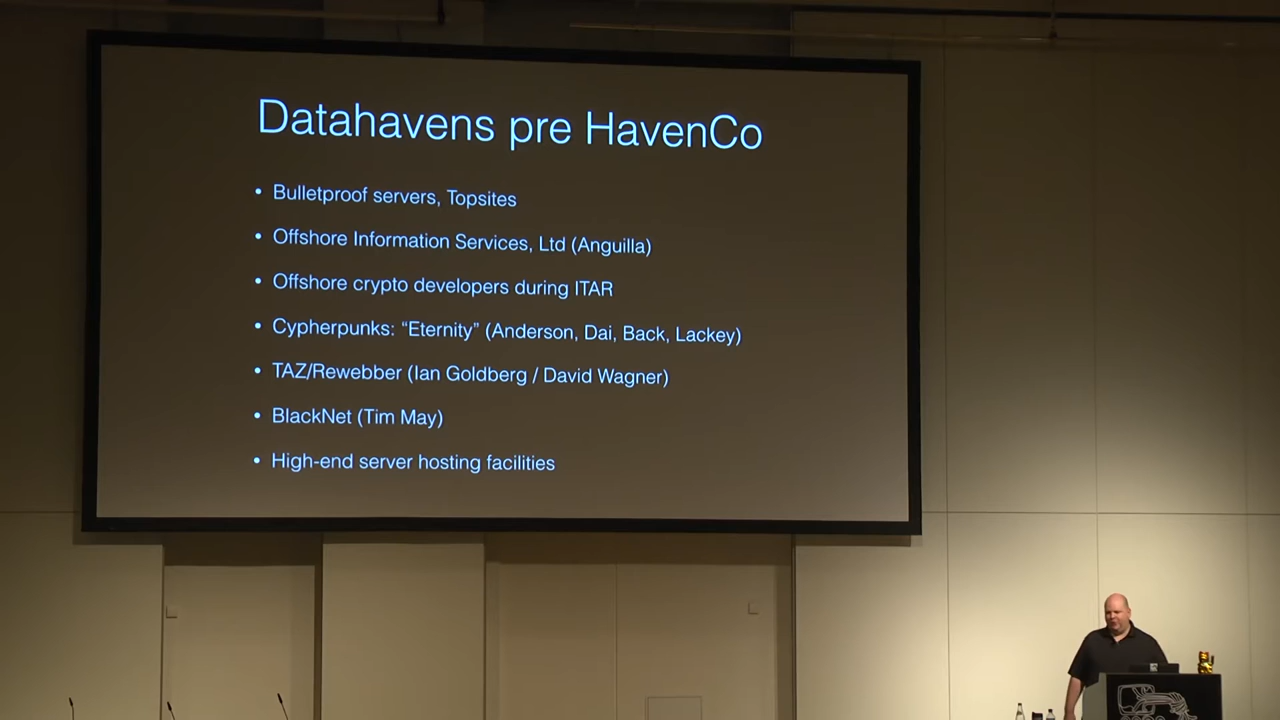 Datahavens pre HavenCo
• Bulletproof servers, Topsites
• Offshore Information Services, Ltd (Anguilla)
• Offshore crypto developers during ITAR
• Cypherpunks: “Eternity” (Anderson, Dai, Back, Lackey)
• TAZ/Rewebber (Ian Goldberg / David Wagner)
• BlackNet (Tim May)
• High-end server hosting facilities